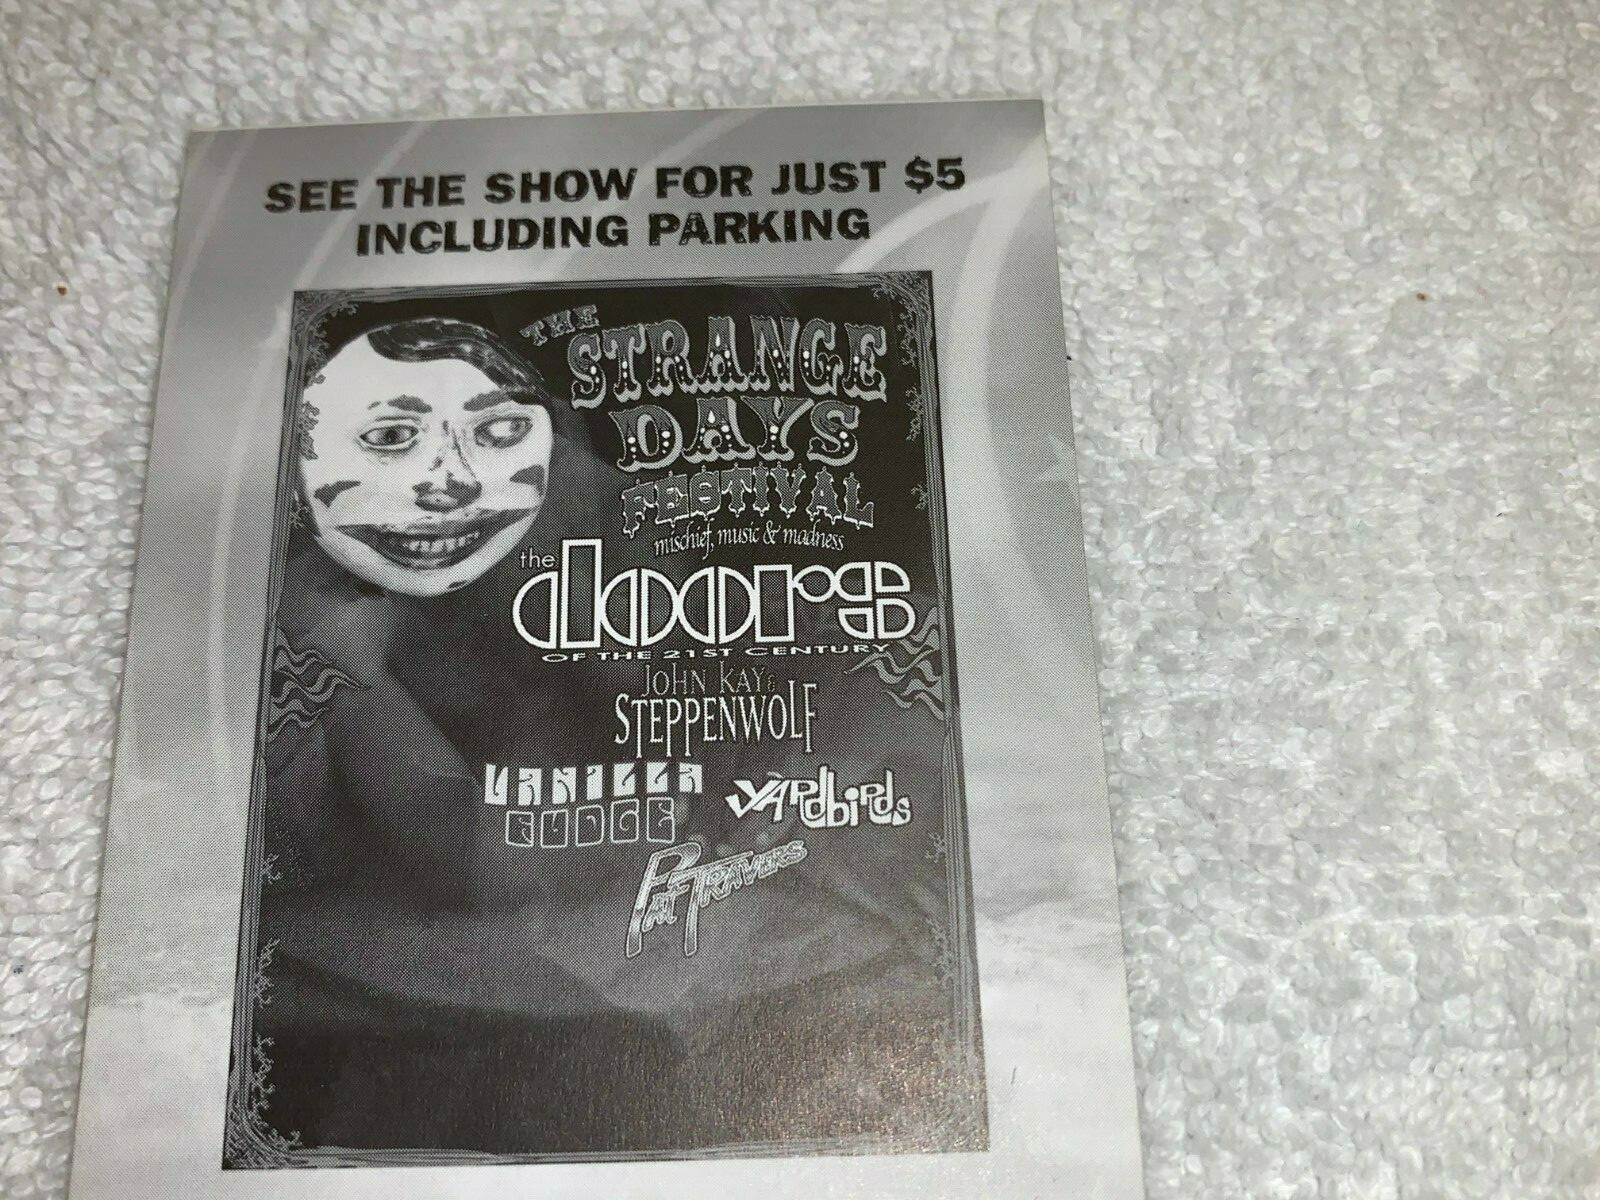 SEE THE SHOW FOR JUST $5
INCLUDING PARKING
THE
STRANGE
DAYS
FESTIVAL
mischief, music & madness
the
doors
OF THE 21ST CENTURY
JOHN KAY &
STEPPENWOLF
VANILLA
FUDGE
YARDbIRDs
PAT TRAVERS